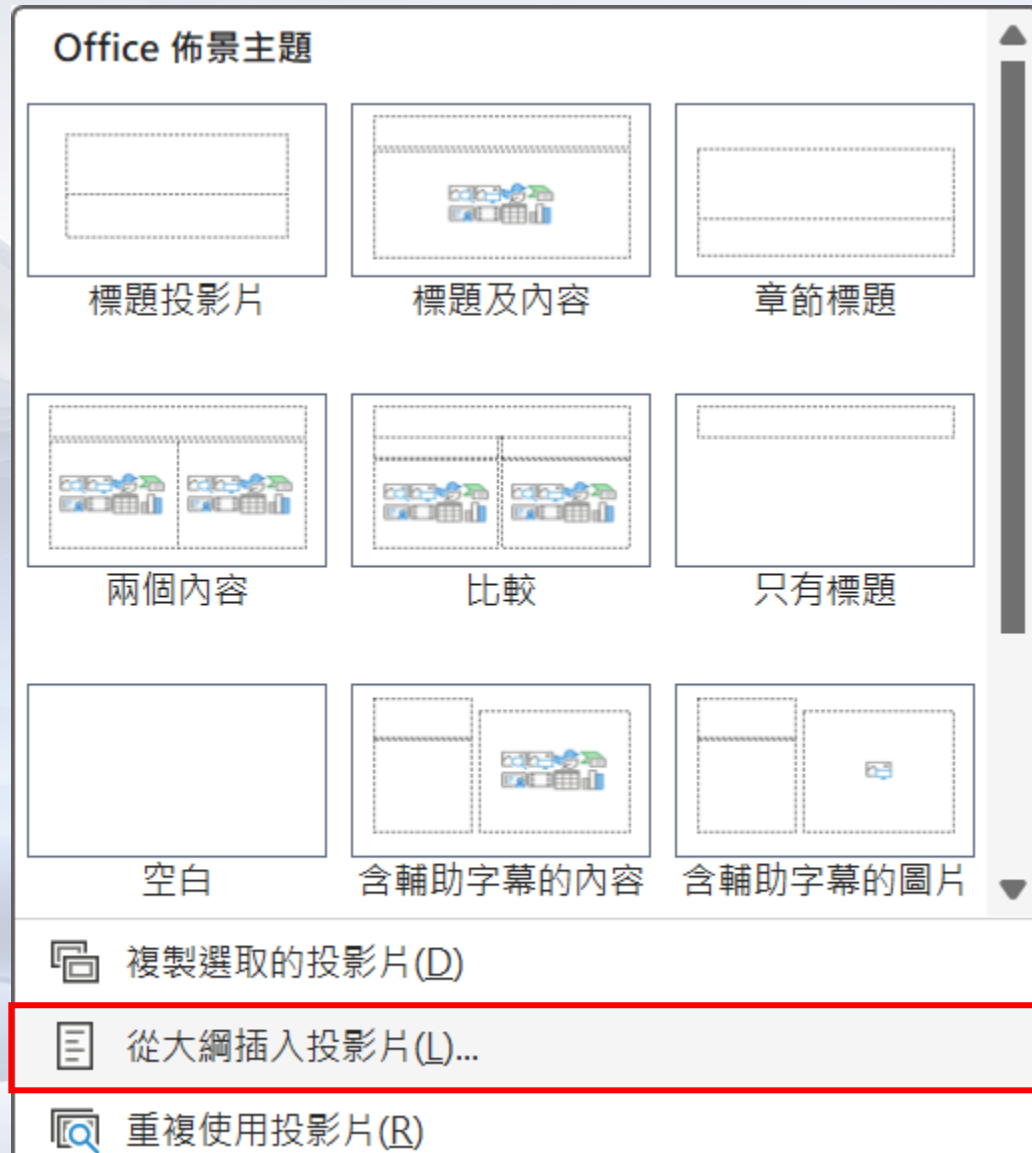 Office 佈景主題
標題投影片
標題及內容
章節標題
兩個內容
比較
只有標題
空白
含輔助字幕的內容
含輔助字幕的圖片
複製選取的投影片(D)
從大綱插入投影片(L)...
重複使用投影片(R)